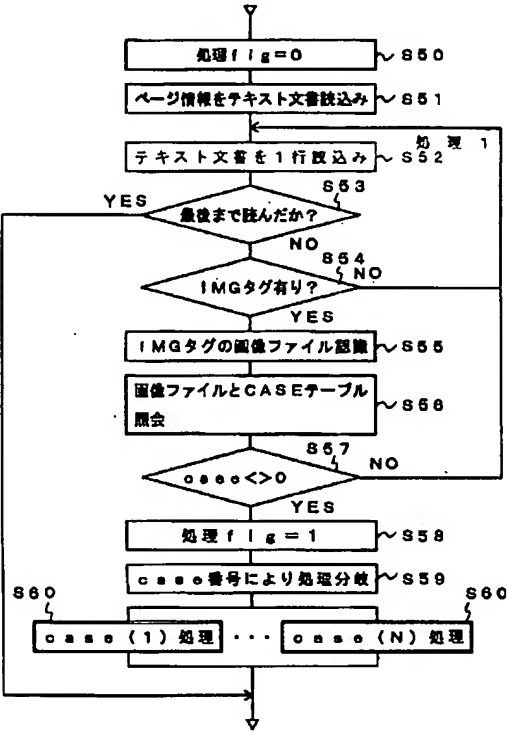 処理flg=0
S50
ページ情報をテキスト文書読込み
S51
処理1
テキスト文書を1行読込み
S52
S53
YES
最後まで読んだか?
NO
S54
IMGタグ有り?
NO
YES
IMGタグの画像ファイル認識
S55
画像ファイルとCASEテーブル
照会
S56
S57
case<>0
NO
YES
処理flg=1
S58
case番号により処理分岐
S59
S60
S60
case(1)処理
・・・
case(N)処理